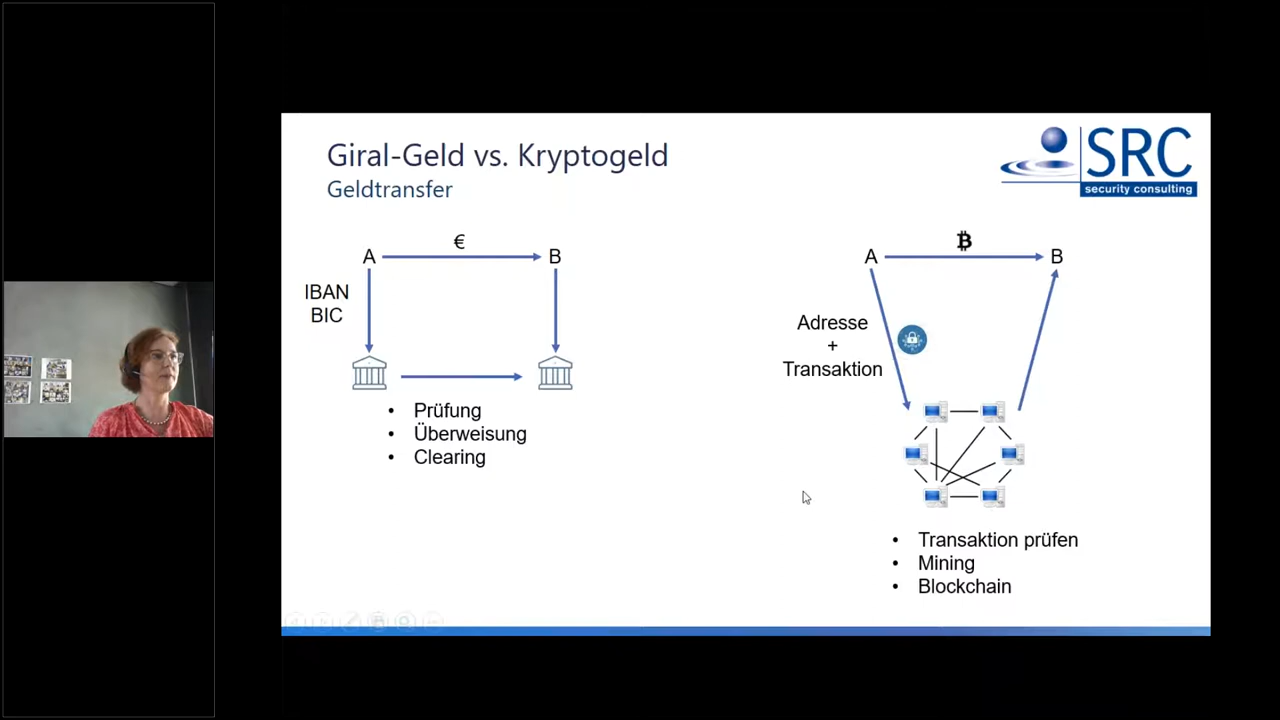 Giral-Geld vs. Kryptogeld
Geldtransfer
SRC
security consulting
€
A
B
IBAN
BIC
• Prüfung
• Überweisung
• Clearing
₿
A
B
Adresse
+
Transaktion
• Transaktion prüfen
• Mining
• Blockchain